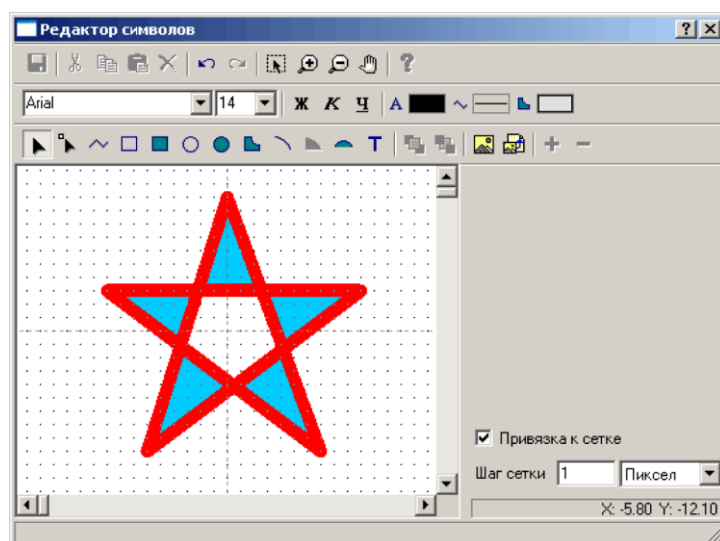 Редактор символов
Arial 14 Ж К Ч A
T
Привязка к сетке
Шаг сетки 1 Пиксел
X: -5.80 Y: -12.10